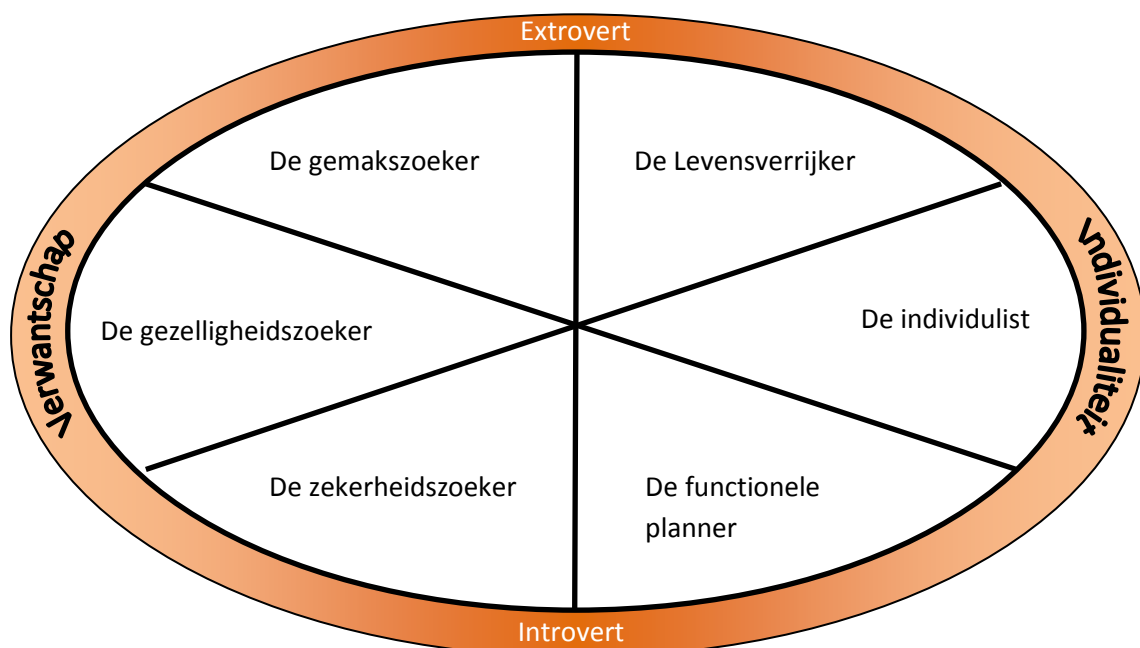 Extrovert
De gemakszoeker
De Levensverrijker
Verwantschap
Individualiteit
De gezelligheidszoeker
De individulist
De zekerheidszoeker
De functionele
planner
Introvert